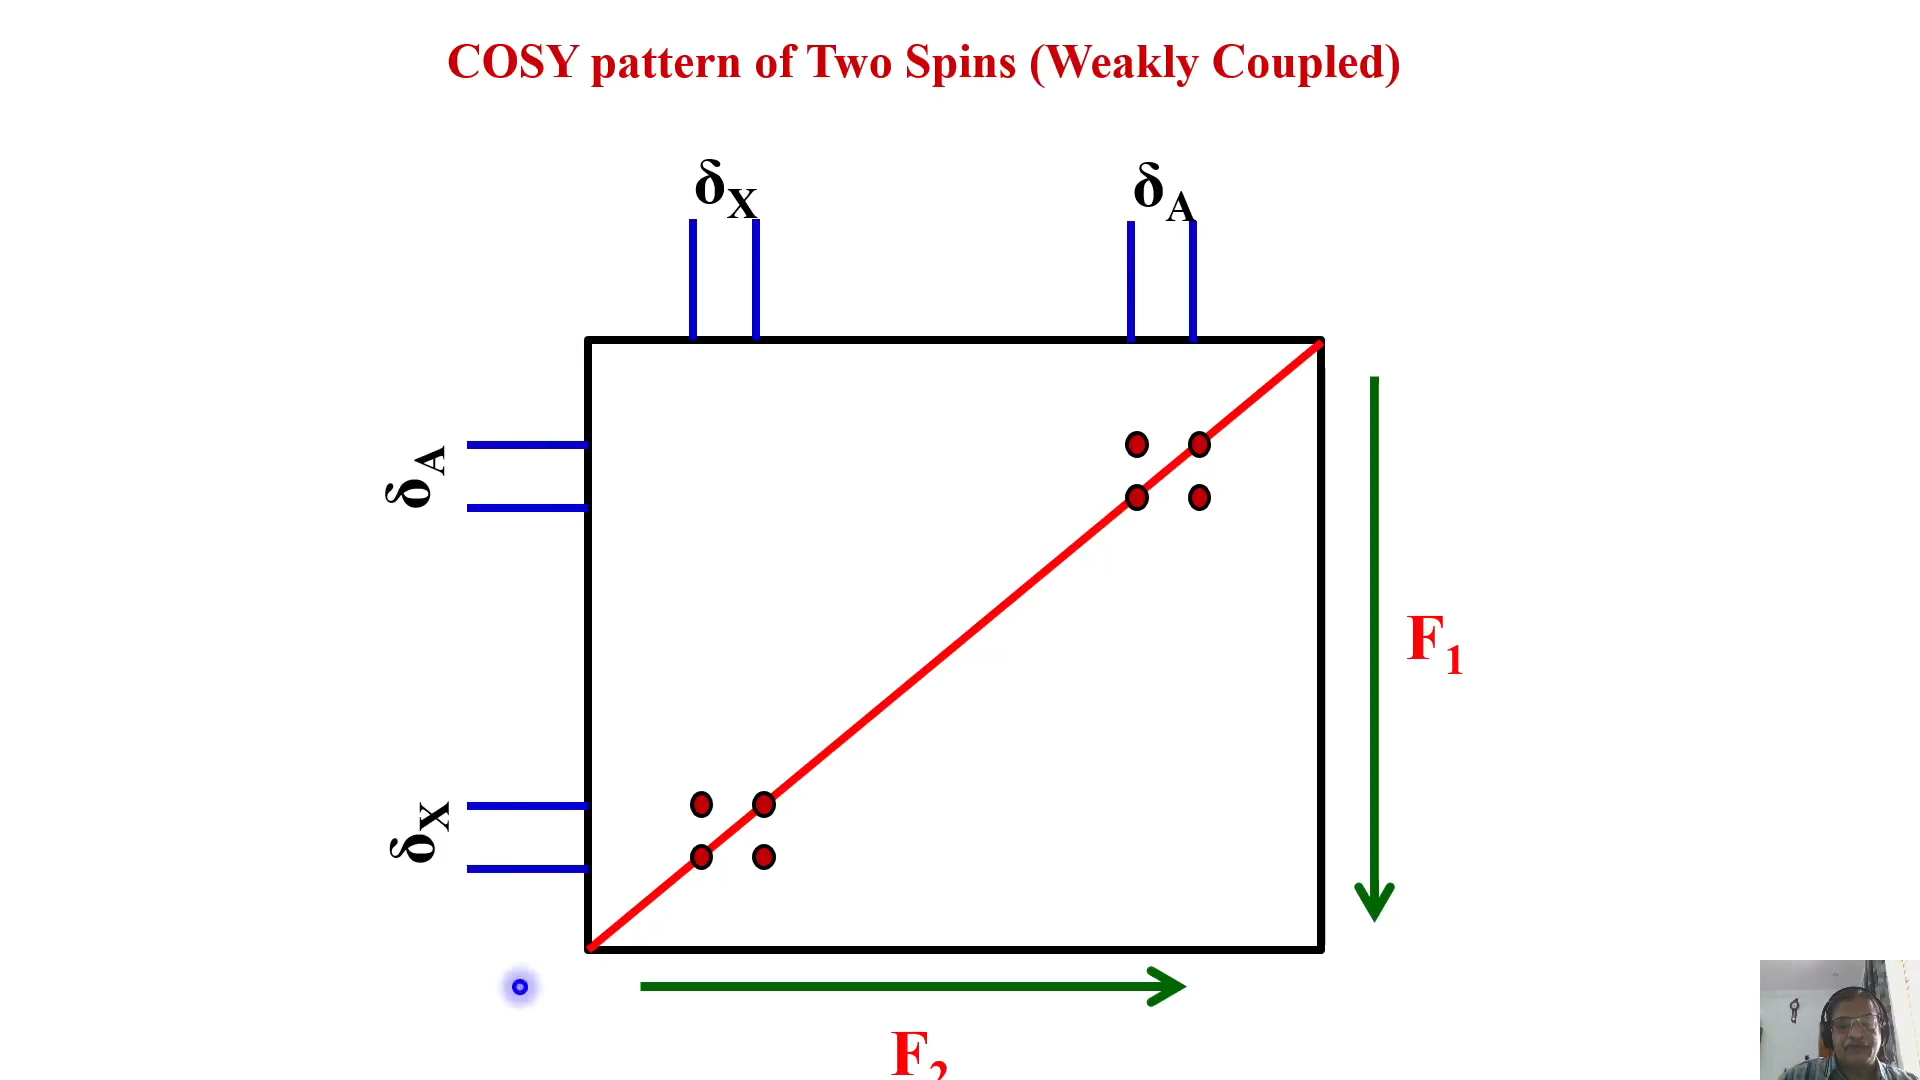 COSY pattern of Two Spins (Weakly Coupled)
δX
δA
δA
δX
F1
F2